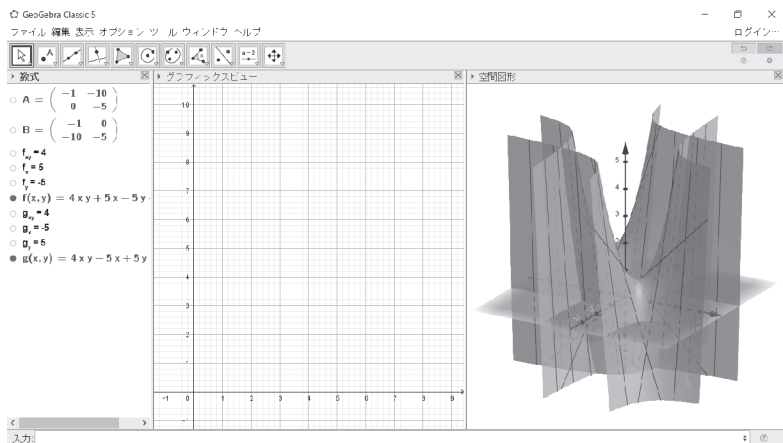 GeoGebra Classic 5
ファイル 編集 表示 オプション ツール ウィンドウ ヘルプ
ログイン…
a=2
数式
グラフィックスビュー
空間図形
A = ( −1 −10
0 −5 )
B = ( −1 0
−10 −5 )
f_xy = 4
f_x = 5
f_y = -5
f(x, y) = 4 x y + 5 x − 5 y -
g_xy = 4
g_x = -5
g_y = 5
g(x, y) = 4 x y − 5 x + 5 y
10
9
8
7
6
5
4
3
2
-1 0 1 2 3 4 5 6 7 8 9
5
4
3
2
入力: